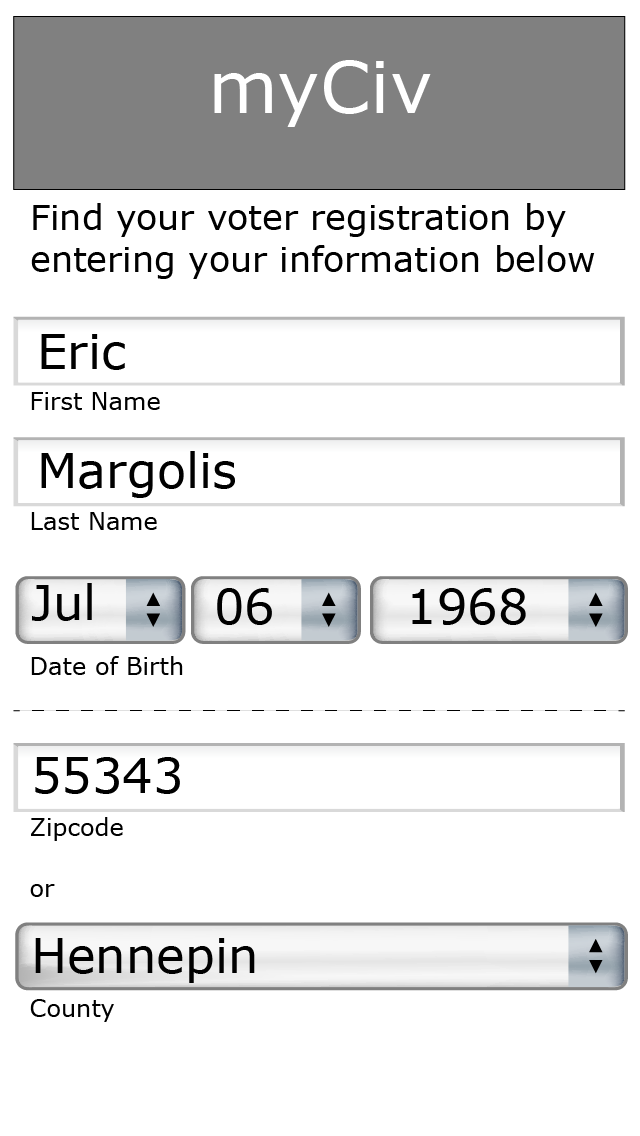 myCiv
Find your voter registration by
entering your information below
Eric
First Name
Margolis
Last Name
Jul 06 1968
Date of Birth
55343
Zipcode
or
Hennepin
County